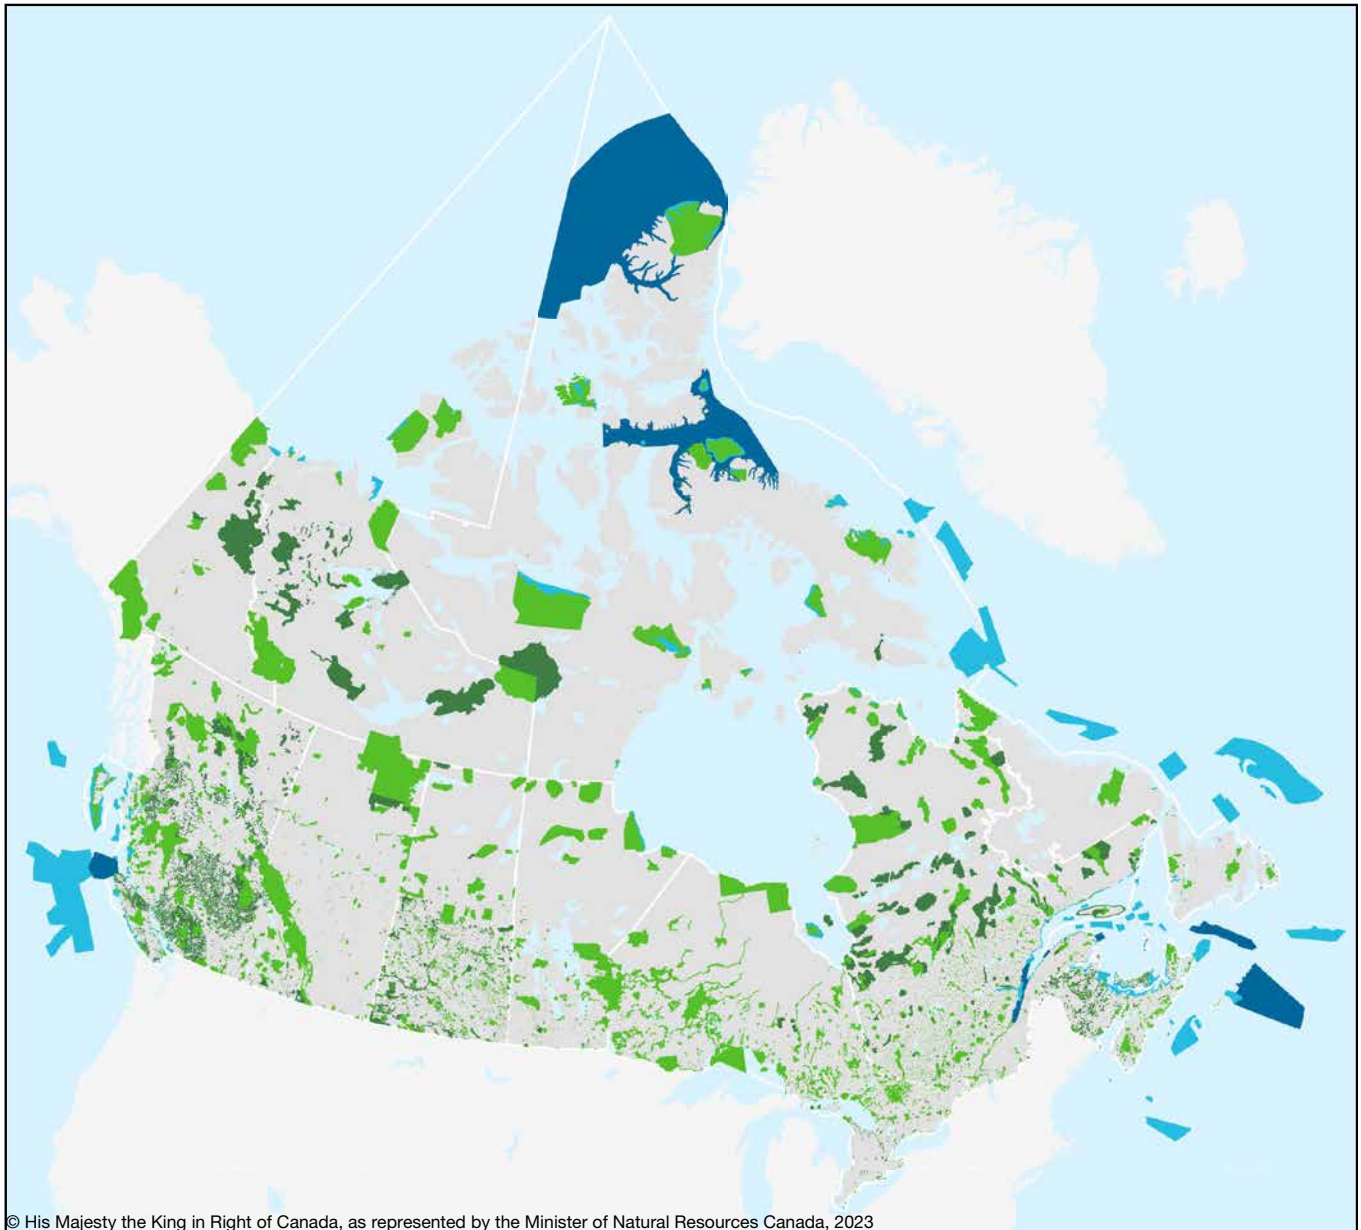 © His Majesty the King in Right of Canada, as represented by the Minister of Natural Resources Canada, 2023